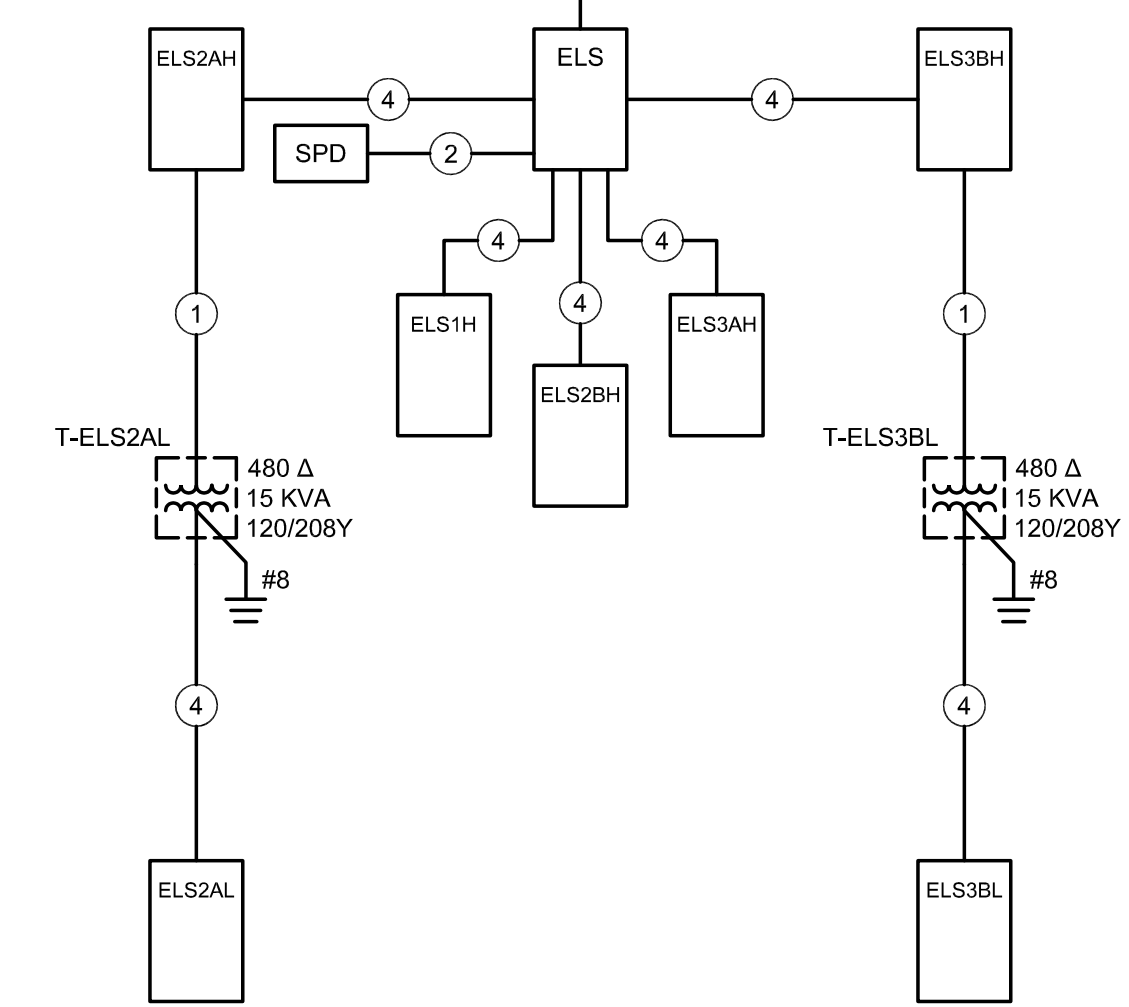 ELS2AH
ELS
ELS3BH
4
4
SPD
2
4
4
ELS1H
4
ELS3AH
1
1
ELS2BH
T-ELS2AL
480 Δ
15 KVA
120/208Y
#8
T-ELS3BL
480 Δ
15 KVA
120/208Y
#8
4
4
ELS2AL
ELS3BL